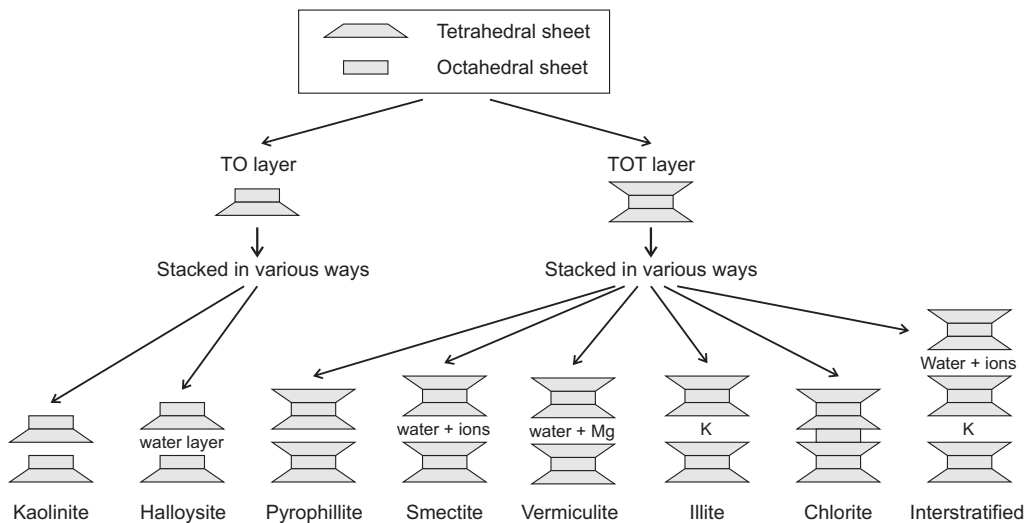 Tetrahedral sheet
Octahedral sheet
TO layer
TOT layer
Stacked in various ways
Stacked in various ways
Water + ions
water layer
water + ions
water + Mg
K
K
Kaolinite
Halloysite
Pyrophillite
Smectite
Vermiculite
Illite
Chlorite
Interstratified